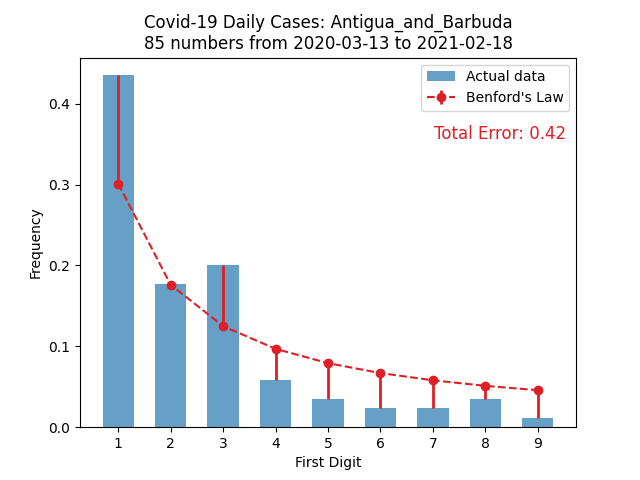 Covid-19 Daily Cases: Antigua_and_Barbuda
85 numbers from 2020-03-13 to 2021-02-18
Actual data
Benford's Law
Total Error: 0.42
Frequency
0.4
0.3
0.2
0.1
0.0
1 2 3 4 5 6 7 8 9
First Digit